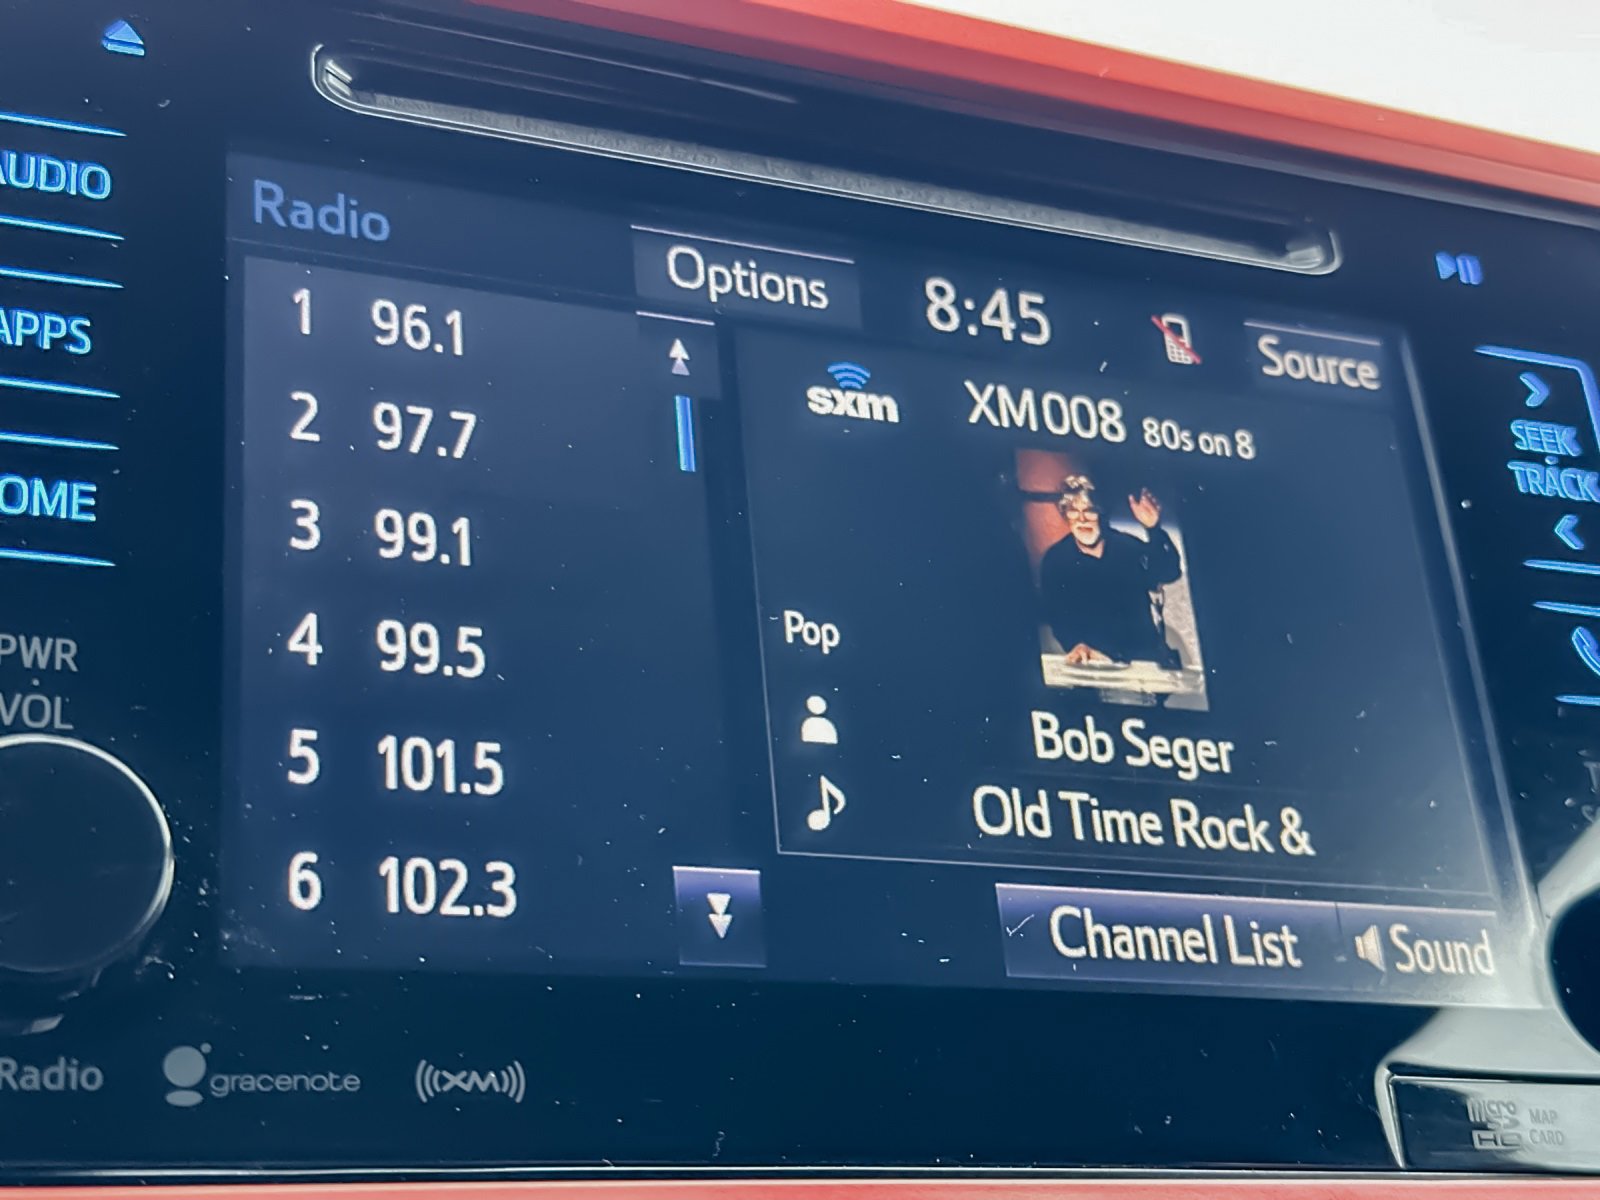 AUDIO
APPS
OME
PWR
VOL
Radio
Options
8:45
Source
1 96.1
2 97.7
3 99.1
4 99.5
5 101.5
6 102.3
sxm
XM008 80s on 8
Pop
Bob Seger
Old Time Rock &
Channel List
Sound
SEEK
TRACK
Radio
gracenote
((XM))
micro
HC
MAP
CARD